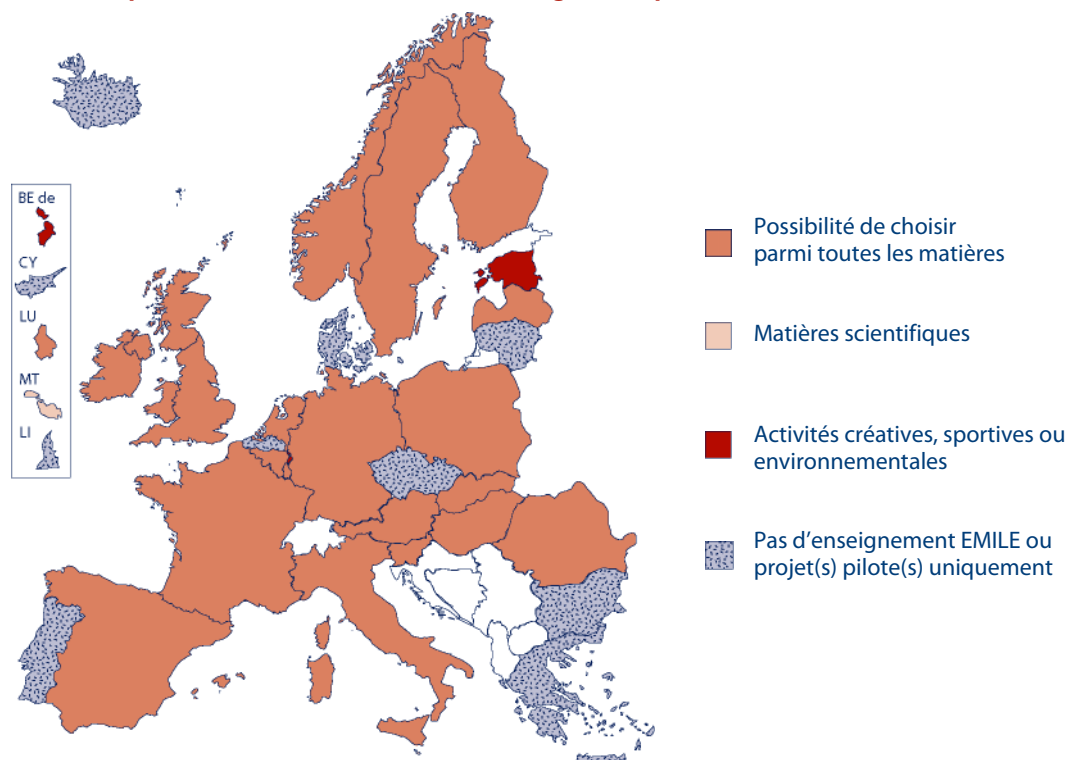 BE de
CY
LU
MT
LI
Possibilité de choisir
parmi toutes les matières
Matières scientifiques
Activités créatives, sportives ou
environnementales
Pas d’enseignement EMILE ou
projet(s) pilote(s) uniquement